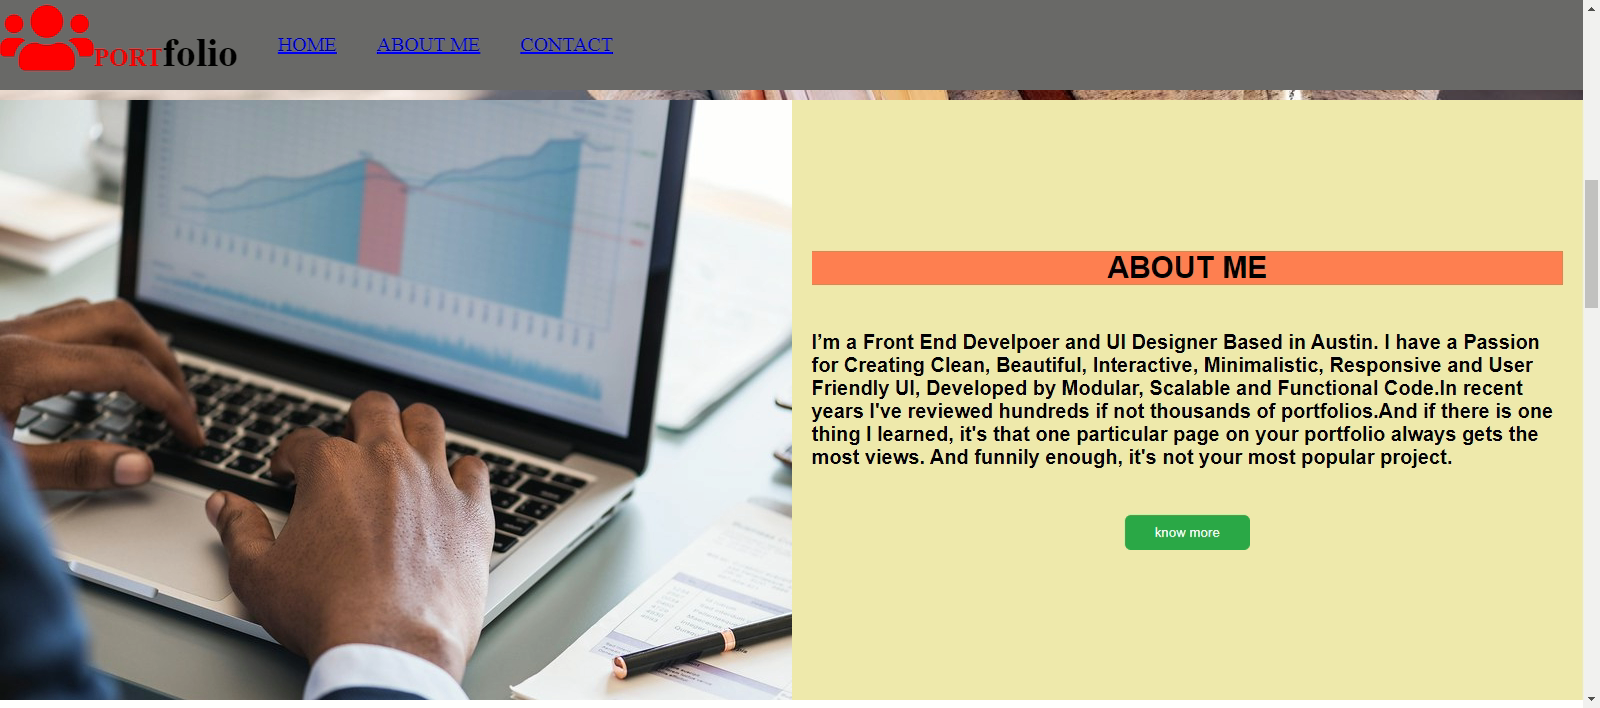 PORTfolio HOME ABOUT ME CONTACT
ABOUT ME
I’m a Front End Develpoer and UI Designer Based in Austin. I have a Passion
for Creating Clean, Beautiful, Interactive, Minimalistic, Responsive and User
Friendly UI, Developed by Modular, Scalable and Functional Code.In recent
years I've reviewed hundreds if not thousands of portfolios.And if there is one
thing I learned, it's that one particular page on your portfolio always gets the
most views. And funnily enough, it's not your most popular project.
know more